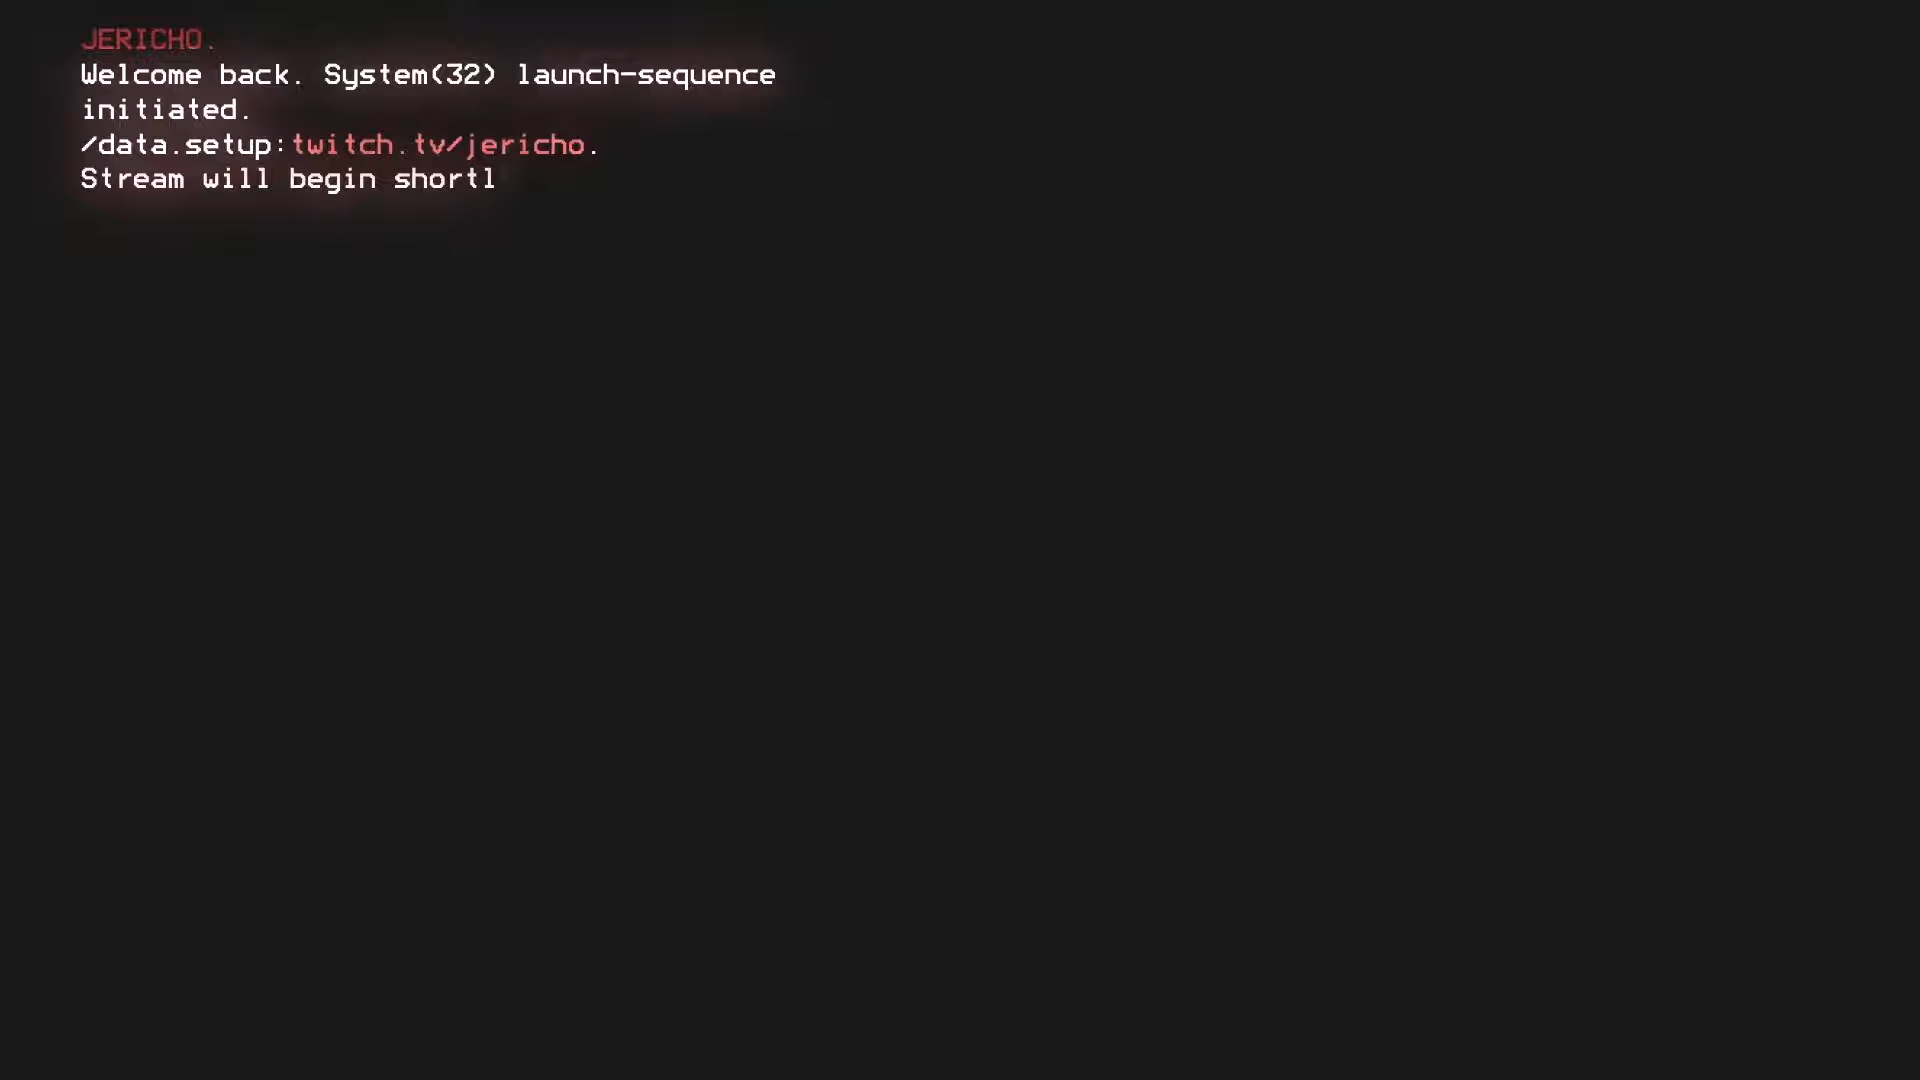 JERICHO.
Welcome back. System(32) launch-sequence
initiated.
/data.setup:twitch.tv/jericho.
Stream will begin shortl